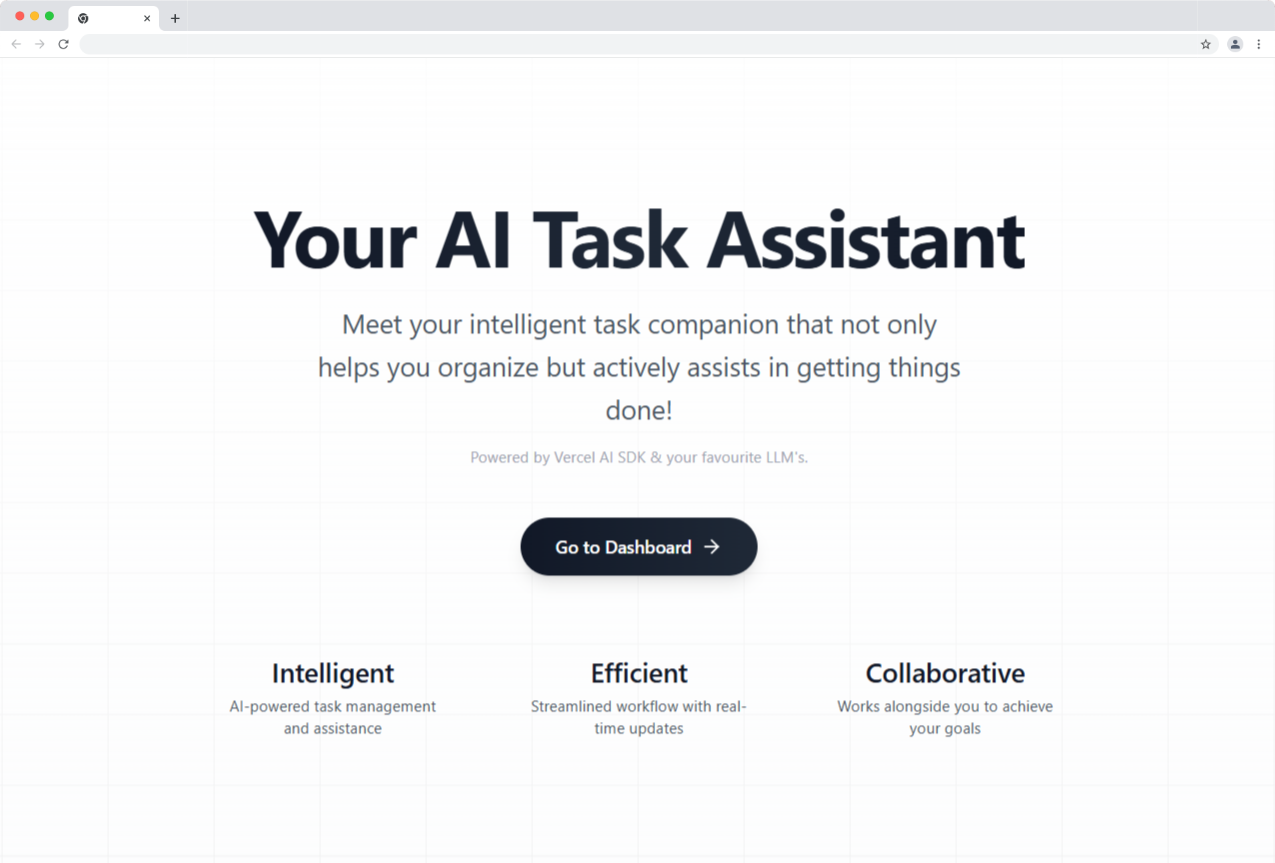 Your AI Task Assistant
Meet your intelligent task companion that not only
helps you organize but actively assists in getting things
done!
Powered by Vercel AI SDK & your favourite LLM's.
Go to Dashboard →
Intelligent
AI-powered task management
and assistance
Efficient
Streamlined workflow with real-
time updates
Collaborative
Works alongside you to achieve
your goals